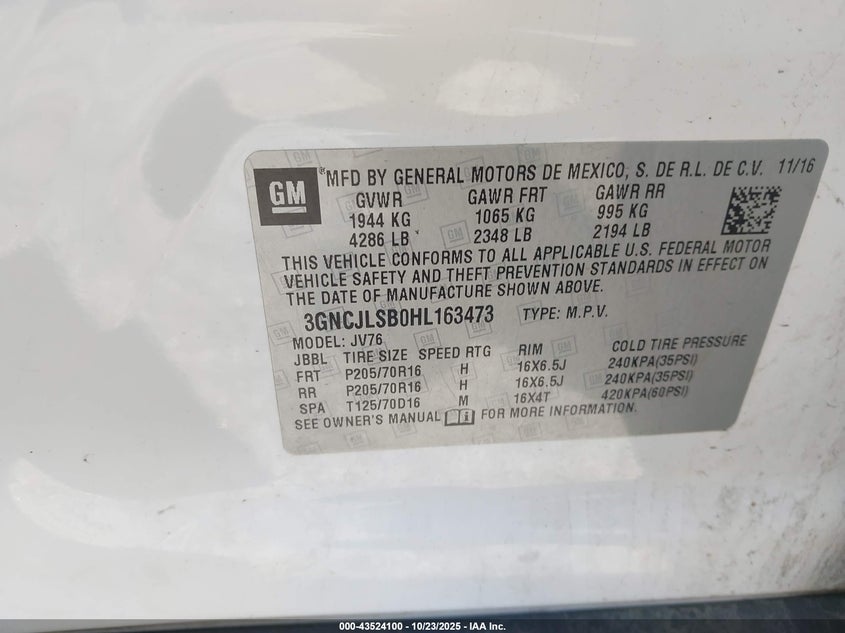 GM ® MFD BY GENERAL MOTORS DE MEXICO, S. DE R.L. DE C.V. 11/16
GVWR GAWR FRT GAWR RR
1944 KG 1065 KG 995 KG
4286 LB 2348 LB 2194 LB
THIS VEHICLE CONFORMS TO ALL APPLICABLE U.S. FEDERAL MOTOR
VEHICLE SAFETY AND THEFT PREVENTION STANDARDS IN EFFECT ON
THE DATE OF MANUFACTURE SHOWN ABOVE.
3GNCJLSB0HL163473 TYPE: M.P.V.
MODEL: JV76
JBBL TIRE SIZE SPEED RTG RIM COLD TIRE PRESSURE
FRT P205/70R16 H 16X6.5J 240KPA(35PSI)
RR P205/70R16 H 16X6.5J 240KPA(35PSI)
SPA T125/70D16 M 16X4T 420KPA(60PSI)
SEE OWNER'S MANUAL FOR MORE INFORMATION.
000-43524100 - 10/23/2025 - IAA Inc.